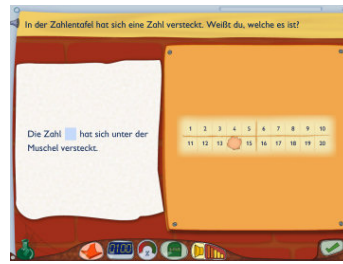 In der Zahlentafel hat sich eine Zahl versteckt. Weißt du, welche es ist?
Die Zahl hat sich unter der
Muschel versteckt.
1 2 3 4 5 6 7 8 9 10
11 12 13 15 16 17 18 19 20
0100